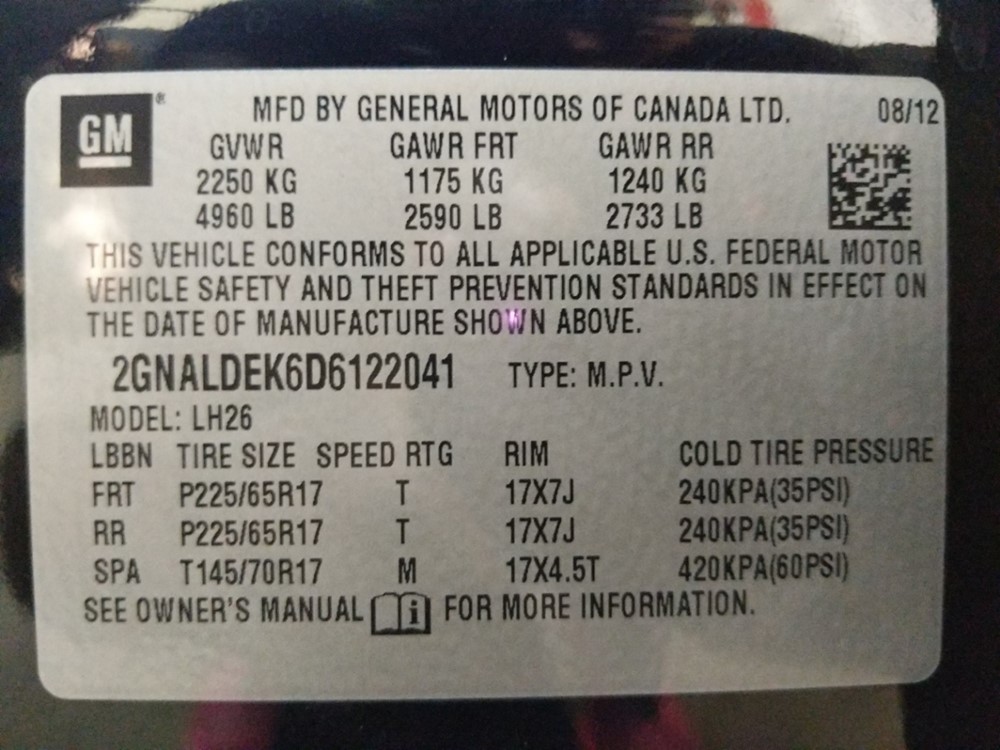 GM ® MFD BY GENERAL MOTORS OF CANADA LTD. 08/12
GVWR GAWR FRT GAWR RR
2250 KG 1175 KG 1240 KG
4960 LB 2590 LB 2733 LB
THIS VEHICLE CONFORMS TO ALL APPLICABLE U.S. FEDERAL MOTOR
VEHICLE SAFETY AND THEFT PREVENTION STANDARDS IN EFFECT ON
THE DATE OF MANUFACTURE SHOWN ABOVE.
2GNALDEK6D6122041 TYPE: M.P.V.
MODEL: LH26
LBBN TIRE SIZE SPEED RTG RIM COLD TIRE PRESSURE
FRT P225/65R17 T 17X7J 240KPA(35PSI)
RR P225/65R17 T 17X7J 240KPA(35PSI)
SPA T145/70R17 M 17X4.5T 420KPA(60PSI)
SEE OWNER'S MANUAL i FOR MORE INFORMATION.